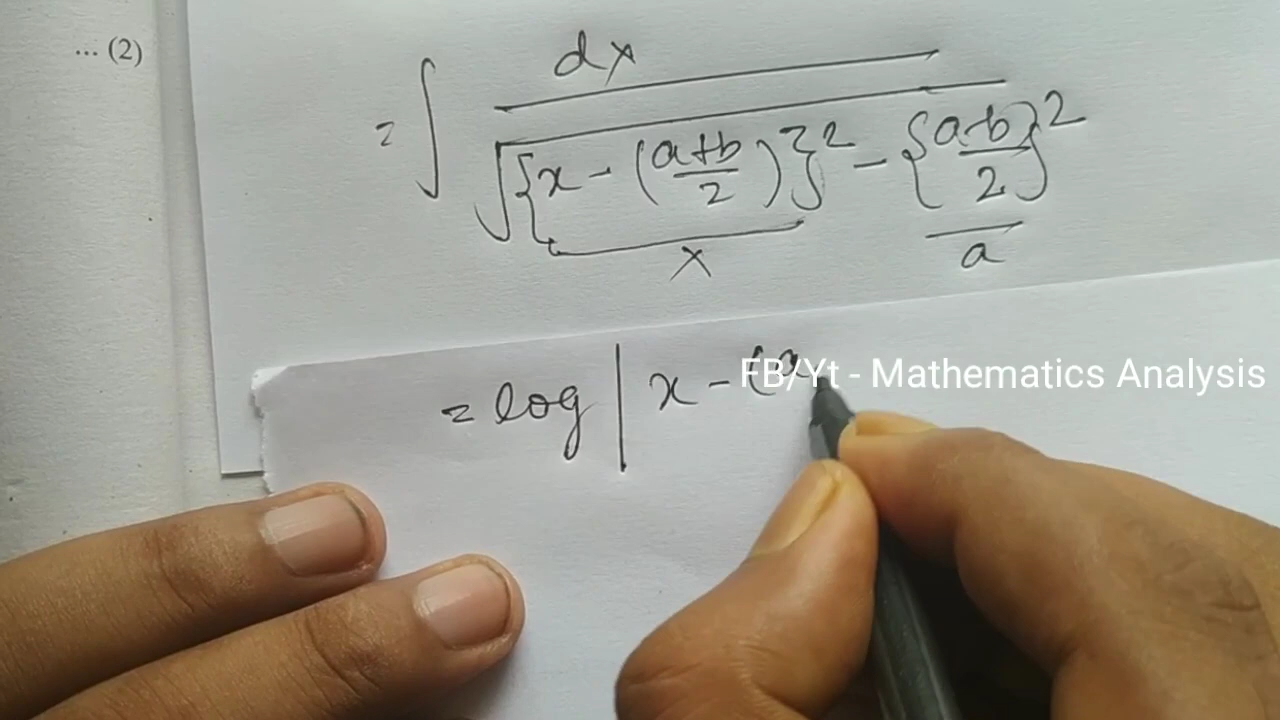 ... (2)
= ∫ dx / √({x - (a+b/2)}² - {a-b/2}²)
x a
= log | x - (a
FB/Yt - Mathematics Analysis